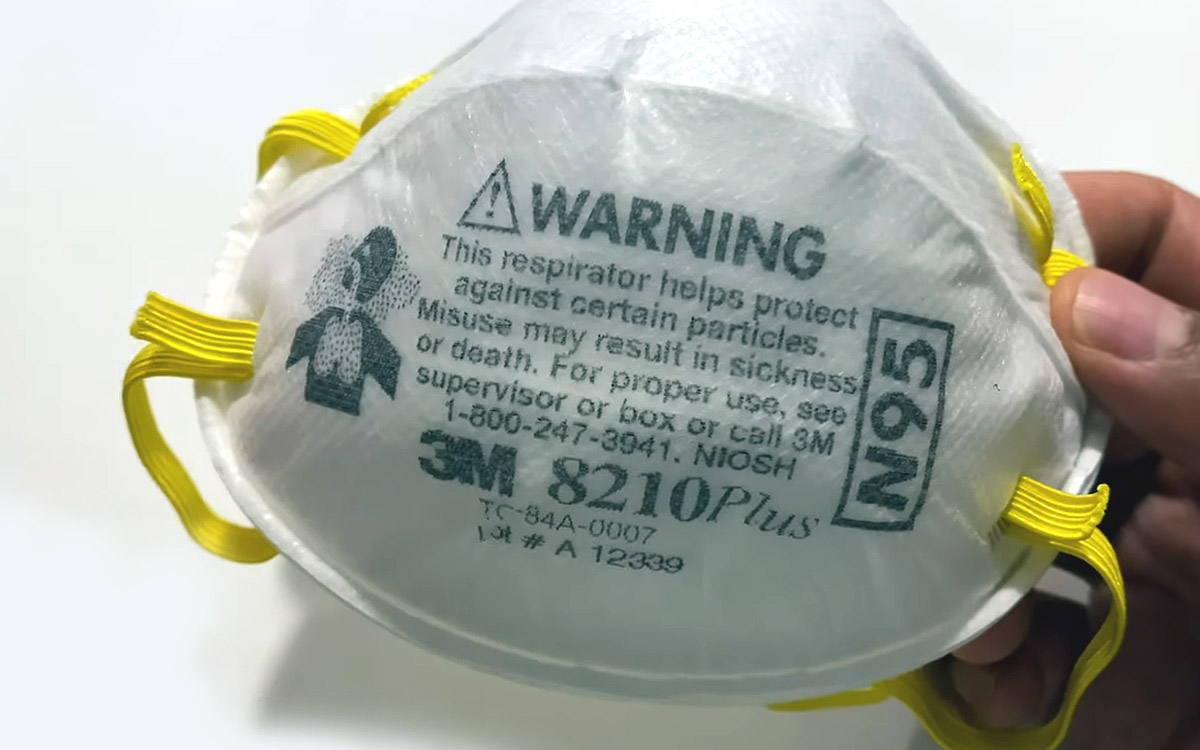 WARNING
This respirator helps protect
against certain particles.
Misuse may result in sickness
or death. For proper use, see
supervisor or box or call 3M
1-800-247-3941. NIOSH
3M 8210Plus
N95
TC-84A-0007
Lot # A 12339